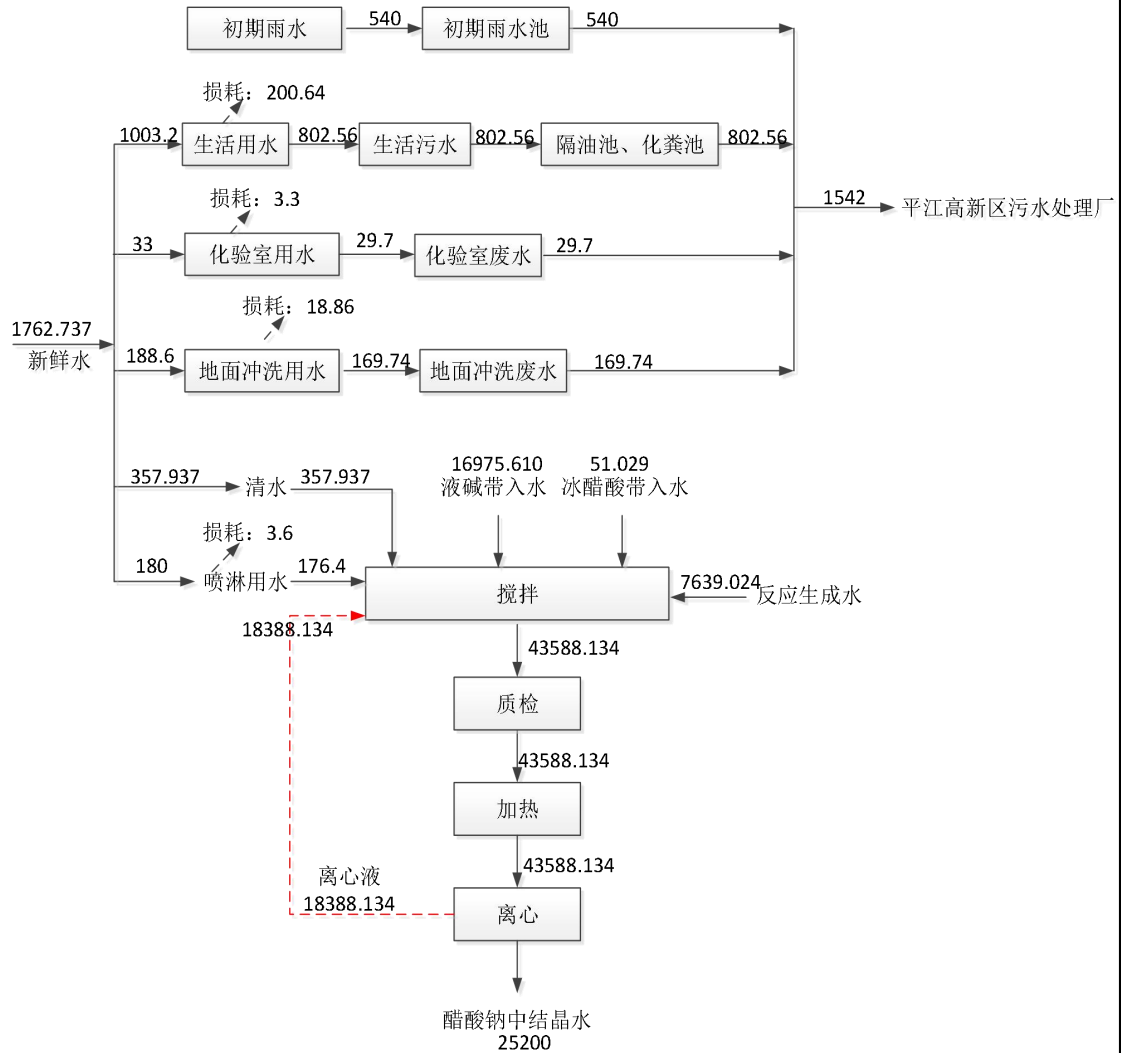 初期雨水
540
初期雨水池
540
损耗：200.64
1003.2
生活用水
802.56
生活污水
802.56
隔油池、化粪池
802.56
损耗：3.3
1542
平江高新区污水处理厂
33
化验室用水
29.7
化验室废水
29.7
损耗：18.86
1762.737
新鲜水
188.6
地面冲洗用水
169.74
地面冲洗废水
169.74
357.937
清水
357.937
16975.610
液碱带入水
51.029
冰醋酸带入水
损耗：3.6
180
喷淋用水
176.4
搅拌
7639.024
反应生成水
18388.134
43588.134
质检
43588.134
加热
43588.134
离心液
18388.134
离心
醋酸钠中结晶水
25200